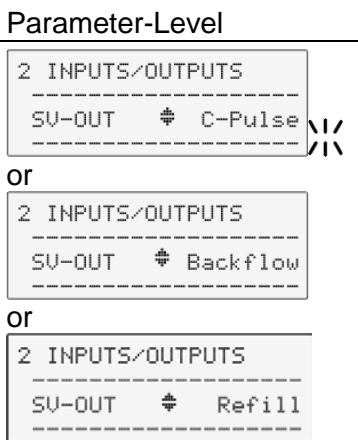 Parameter-Level
2 INPUTS/OUTPUTS
SV-OUT C-Pulse
or
2 INPUTS/OUTPUTS
SV-OUT Backflow
or
2 INPUTS/OUTPUTS
SV-OUT Refill